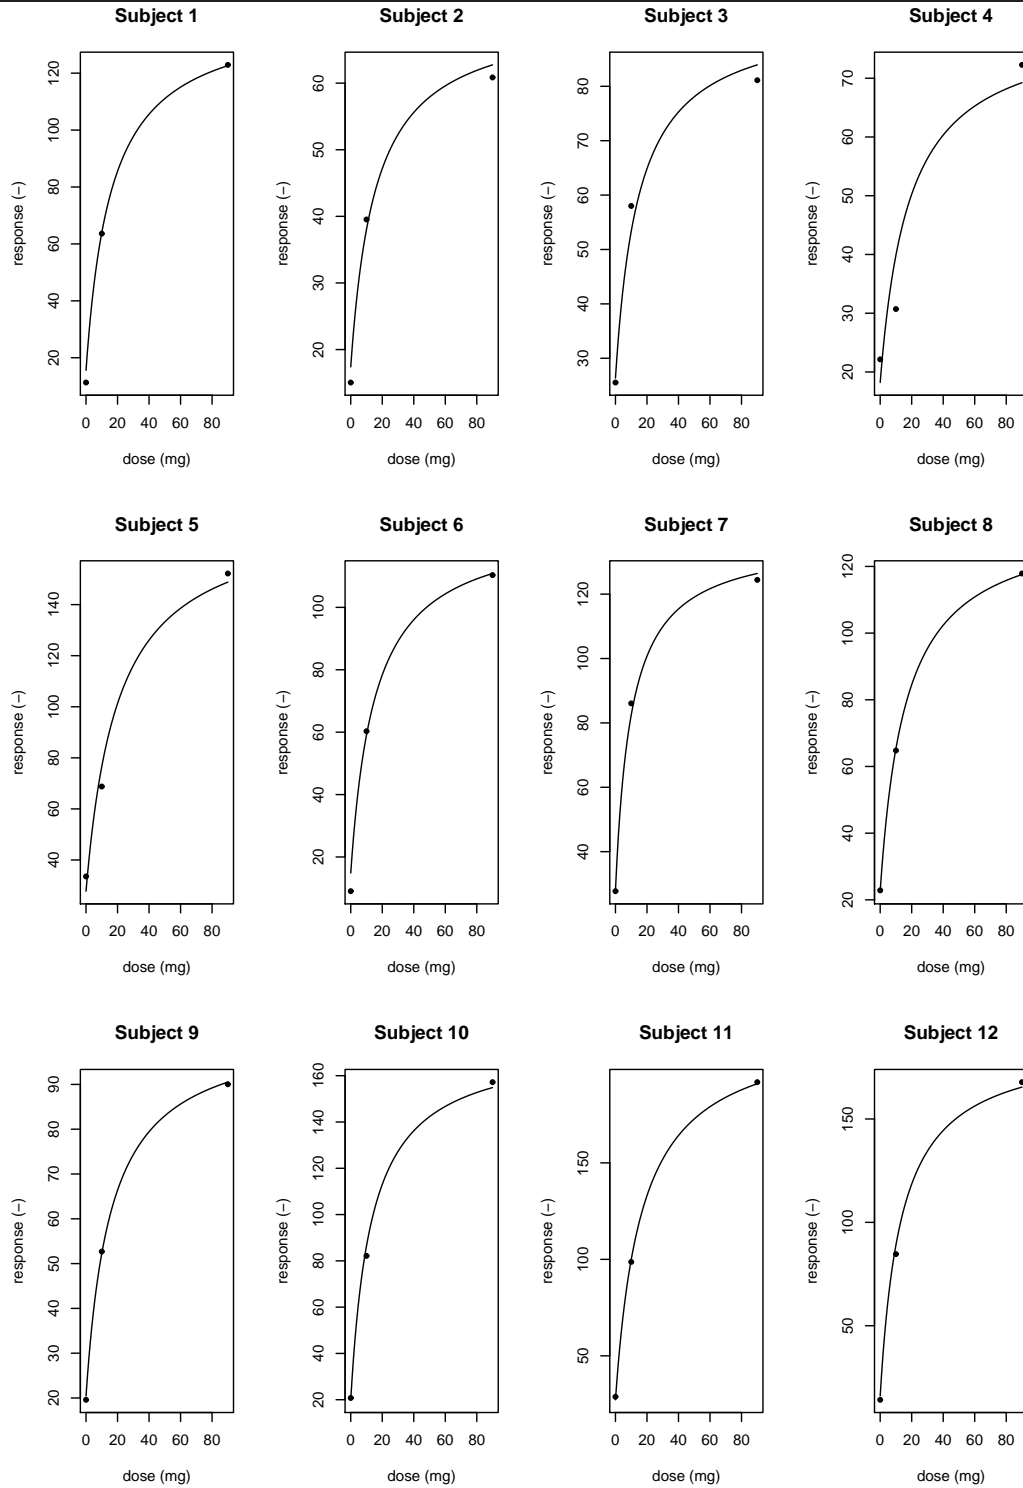 Subject 1 Subject 2 Subject 3 Subject 4
response (−) 20 40 60 80 100 120
response (−) 20 30 40 50 60
response (−) 30 40 50 60 70 80
response (−) 20 30 40 50 60 70
0 20 40 60 80 0 20 40 60 80 0 20 40 60 80 0 20 40 60 80
dose (mg) dose (mg) dose (mg) dose (mg)
Subject 5 Subject 6 Subject 7 Subject 8
response (−) 40 60 80 100 120 140
response (−) 20 40 60 80 100
response (−) 40 60 80 100 120
response (−) 20 40 60 80 100 120
0 20 40 60 80 0 20 40 60 80 0 20 40 60 80 0 20 40 60 80
dose (mg) dose (mg) dose (mg) dose (mg)
Subject 9 Subject 10 Subject 11 Subject 12
response (−) 20 30 40 50 60 70 80 90
response (−) 20 40 60 80 100 120 140 160
response (−) 50 100 150
response (−) 50 100 150
0 20 40 60 80 0 20 40 60 80 0 20 40 60 80 0 20 40 60 80
dose (mg) dose (mg) dose (mg) dose (mg)